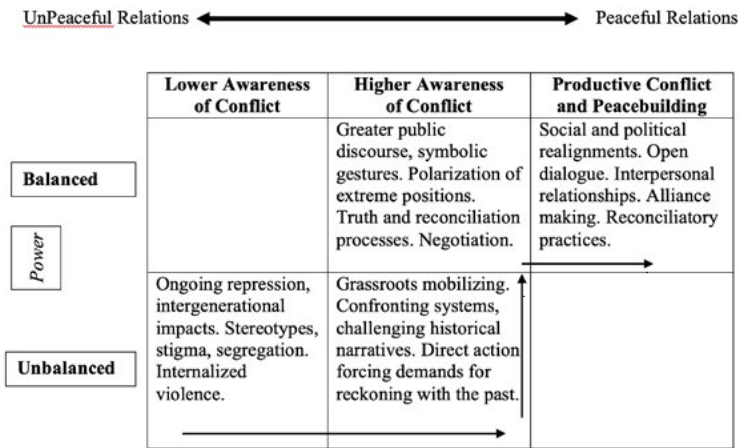 UnPeaceful Relations
Peaceful Relations
Lower Awareness
of Conflict
Higher Awareness
of Conflict
Productive Conflict
and Peacebuilding
Balanced
Greater public
discourse, symbolic
gestures. Polarization of
extreme positions.
Truth and reconciliation
processes. Negotiation.
Social and political
realignments. Open
dialogue. Interpersonal
relationships. Alliance
making. Reconciliatory
practices.
Power
Unbalanced
Ongoing repression,
intergenerational
impacts. Stereotypes,
stigma, segregation.
Internalized
violence.
Grassroots mobilizing.
Confronting systems,
challenging historical
narratives. Direct action
forcing demands for
reckoning with the past.